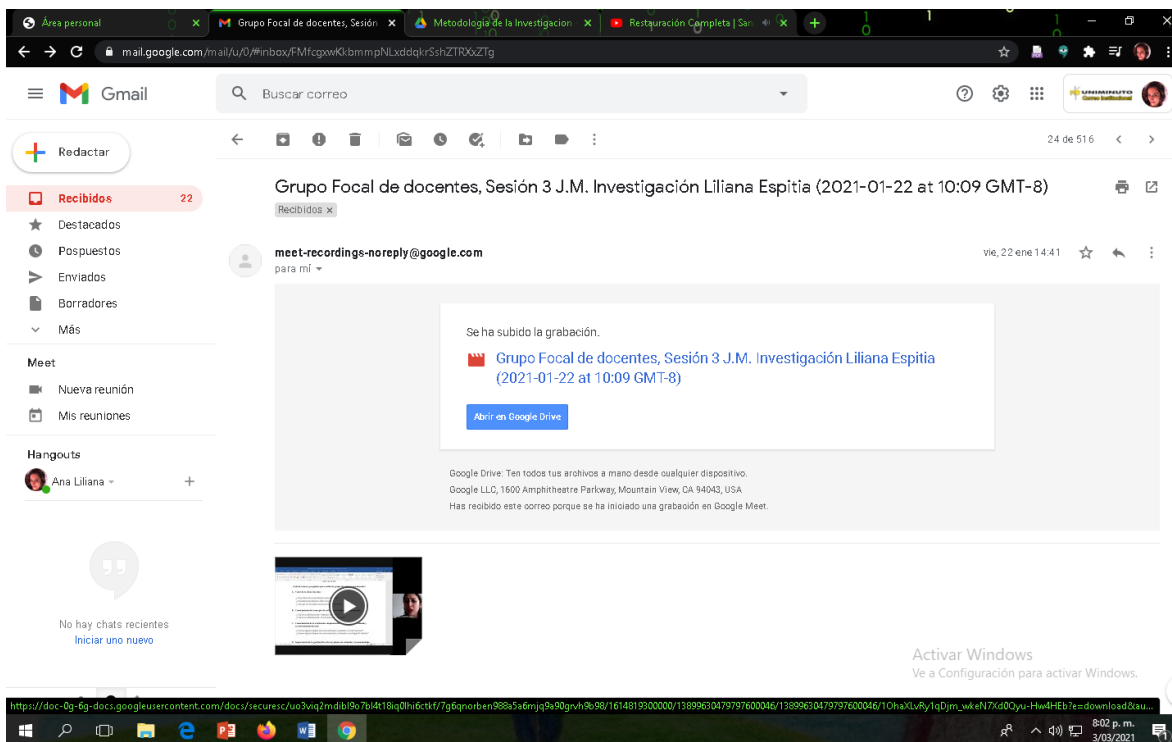 Área personal
Grupo Focal de docentes, Sesión
Metodología de la Investigacion
Restauración Completa | San
mail.google.com/mail/u/0/#inbox/FMfcgxwKkbmmpNLxddqkrSshZTRXxZTg
Gmail
Buscar correo
UNIMINUTO
Correo Institucional
Redactar
24 de 516
Recibidos 22
Destacados
Pospuestos
Enviados
Borradores
Más
Meet
Nueva reunión
Mis reuniones
Hangouts
Ana Liliana
No hay chats recientes
Iniciar uno nuevo
Grupo Focal de docentes, Sesión 3 J.M. Investigación Liliana Espitia (2021-01-22 at 10:09 GMT-8)
Recibidos x
meet-recordings-noreply@google.com
vie, 22 ene 14:41
para mí
Se ha subido la grabación.
Grupo Focal de docentes, Sesión 3 J.M. Investigación Liliana Espitia
(2021-01-22 at 10:09 GMT-8)
Abrir en Google Drive
Google Drive: Ten todos tus archivos a mano desde cualquier dispositivo.
Google LLC, 1600 Amphitheatre Parkway, Mountain View, CA 94043, USA
Has recibido este correo porque se ha iniciado una grabación en Google Meet.
Activar Windows
Ve a Configuración para activar Windows.
8:02 p. m.
3/03/2021